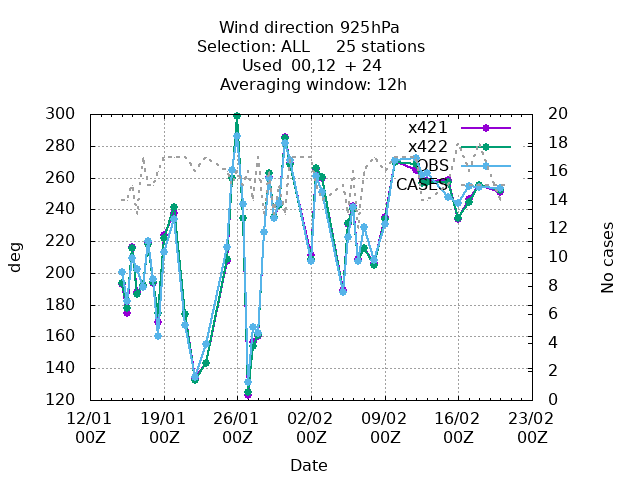 Wind direction 925hPa
Selection: ALL 25 stations
Used 00,12 + 24
Averaging window: 12h
300
280
260
240
220
200
180
160
140
120
deg
20
18
16
14
12
10
8
6
4
2
0
No cases
x421
x422
OBS
CASES
12/01 19/01 26/01 02/02 09/02 16/02 23/02
00Z 00Z 00Z 00Z 00Z 00Z 00Z
Date